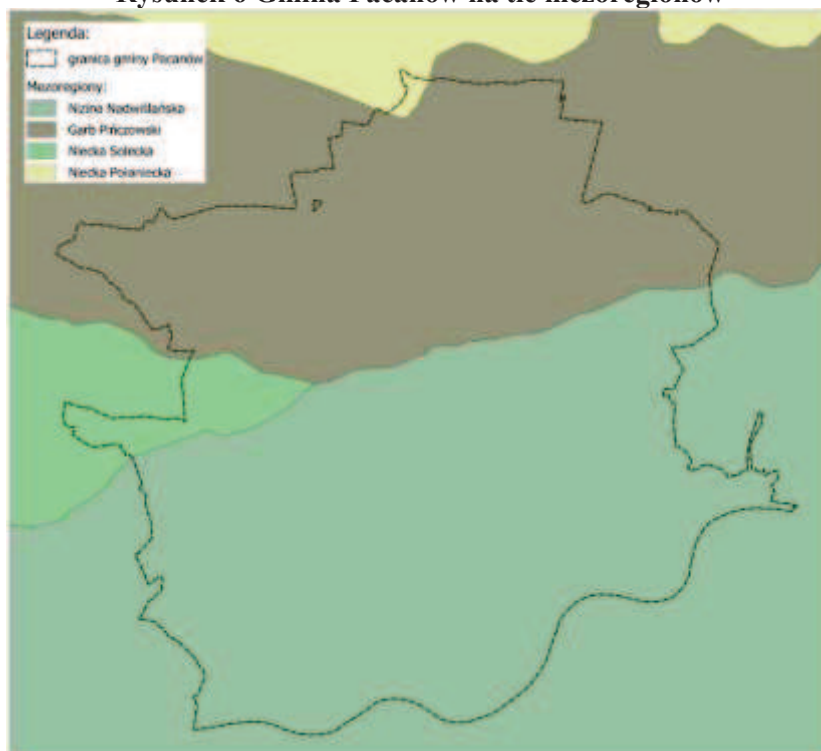 Rysunek 6 Gmina Pacanów na tle mezoregionów
Legenda:
granica gminy Pacanów
Mezoregiony:
Nizina Nadwiślańska
Garb Pińczowski
Niecka Solecka
Niecka Połaniecka